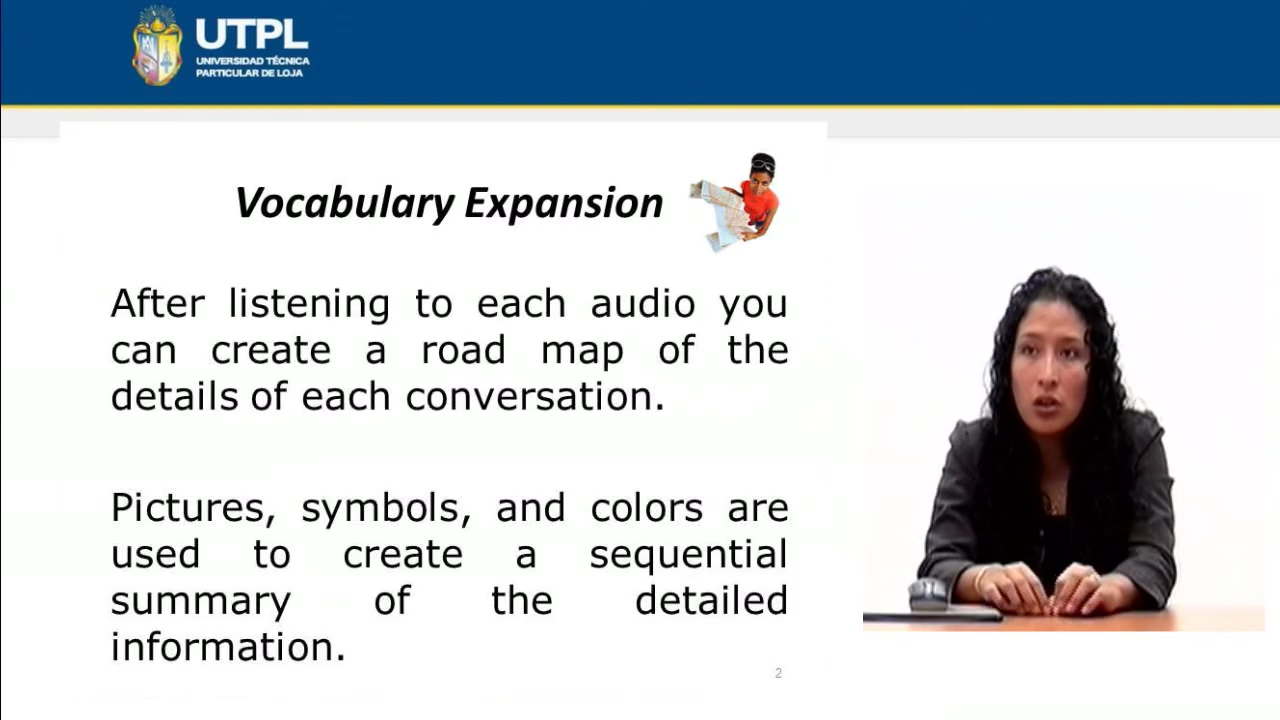 UTPL
UNIVERSIDAD TÉCNICA
PARTICULAR DE LOJA
Vocabulary Expansion
After listening to each audio you
can create a road map of the
details of each conversation.
Pictures, symbols, and colors are
used to create a sequential
summary of the detailed
information.
2